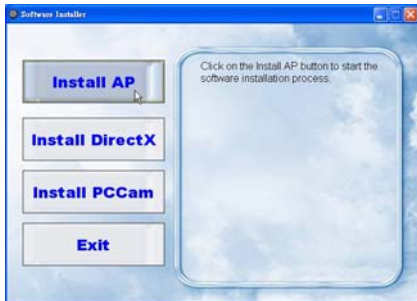 Software Installer
Install AP
Click on the Install AP button to start the
software installation process.
Install DirectX
Install PCCam
Exit